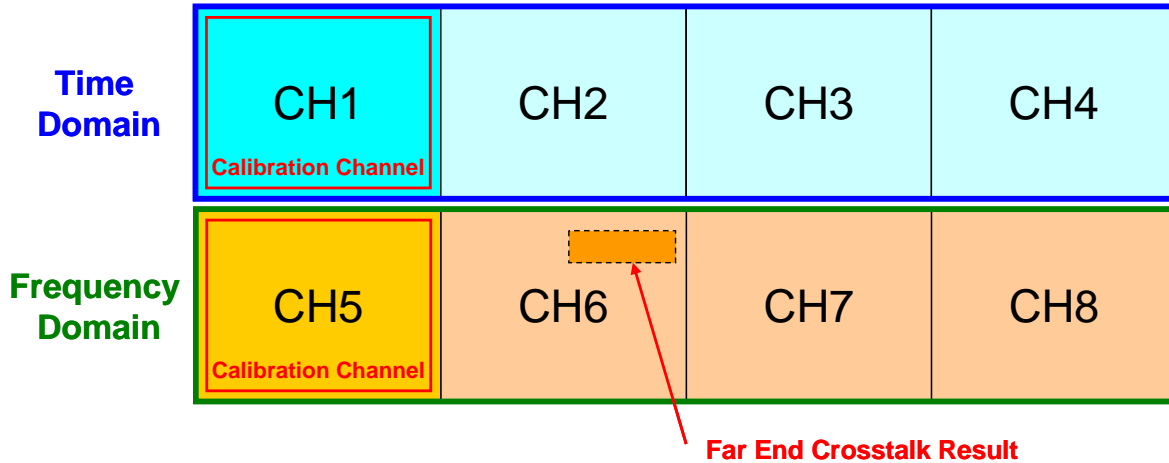 Time
Domain
CH1
CH2
CH3
CH4
Calibration Channel
Frequency
Domain
CH5
CH6
CH7
CH8
Calibration Channel
Far End Crosstalk Result